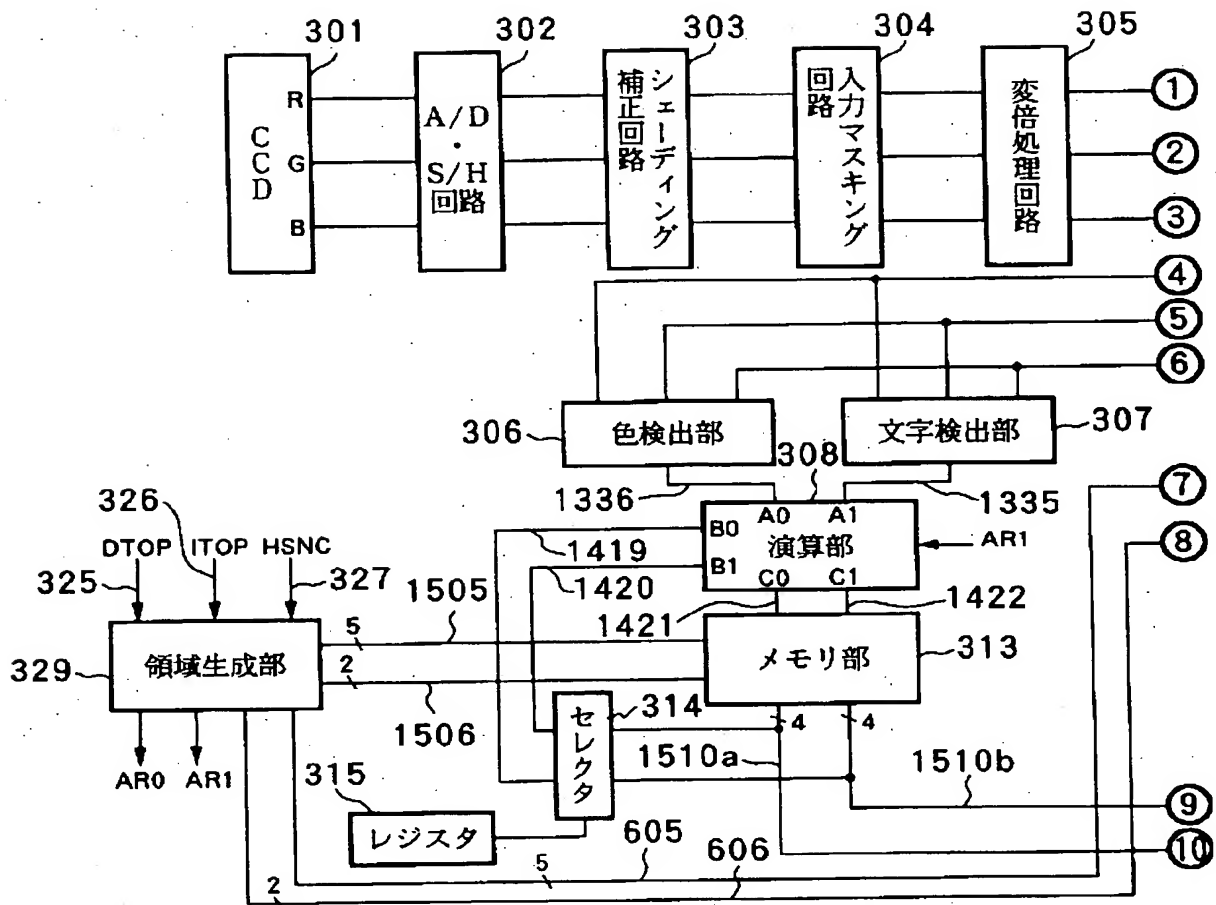 301
302
303
304
305
CCD
R
G
B
A/D
・
S/H
回路
シェーディング
補正回路
入力マスキング
回路
変倍処理回路
①
②
③
④
⑤
⑥
306
色検出部
文字検出部
307
308
1336
1335
⑦
⑧
A0 A1
B0
B1
演算部
C0 C1
AR1
1419
1420
1421
1422
326
DTOP ITOP HSNC
325
327
1505
5
329
領域生成部
2
1506
メモリ部
313
AR0 AR1
セレクタ
314
4
4
1510a
1510b
315
レジスタ
⑨
⑩
605
606
5
2